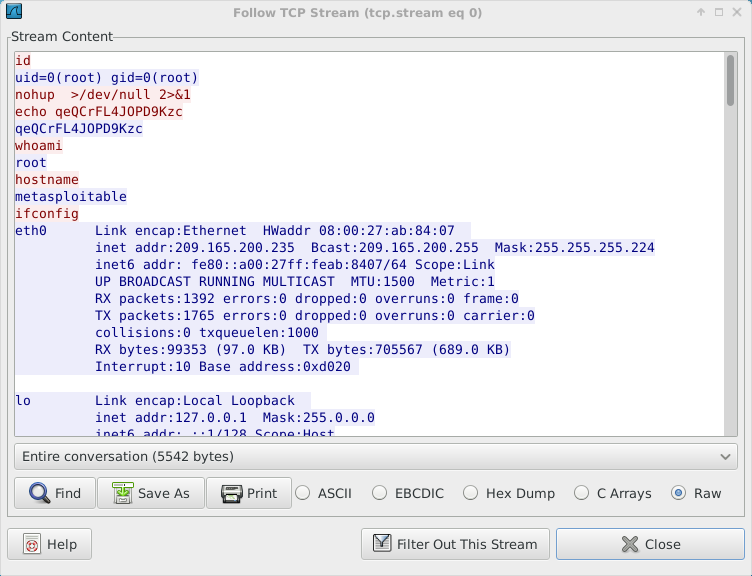 Follow TCP Stream (tcp.stream eq 0)
Stream Content
id
uid=0(root) gid=0(root)
nohup  >/dev/null 2>&1
echo qeQCrFL4JOPD9Kzc
qeQCrFL4JOPD9Kzc
whoami
root
hostname
metasploitable
ifconfig
eth0      Link encap:Ethernet  HWaddr 08:00:27:ab:84:07
          inet addr:209.165.200.235  Bcast:209.165.200.255  Mask:255.255.255.224
          inet6 addr: fe80::a00:27ff:feab:8407/64 Scope:Link
          UP BROADCAST RUNNING MULTICAST  MTU:1500  Metric:1
          RX packets:1392 errors:0 dropped:0 overruns:0 frame:0
          TX packets:1765 errors:0 dropped:0 overruns:0 carrier:0
          collisions:0 txqueuelen:1000
          RX bytes:99353 (97.0 KB)  TX bytes:705567 (689.0 KB)
          Interrupt:10 Base address:0xd020

lo        Link encap:Local Loopback
          inet addr:127.0.0.1  Mask:255.0.0.0
          inet6 addr: ::1/128 Scope:Host
Entire conversation (5542 bytes)
Find Save As Print ASCII EBCDIC Hex Dump C Arrays Raw
Help Filter Out This Stream Close